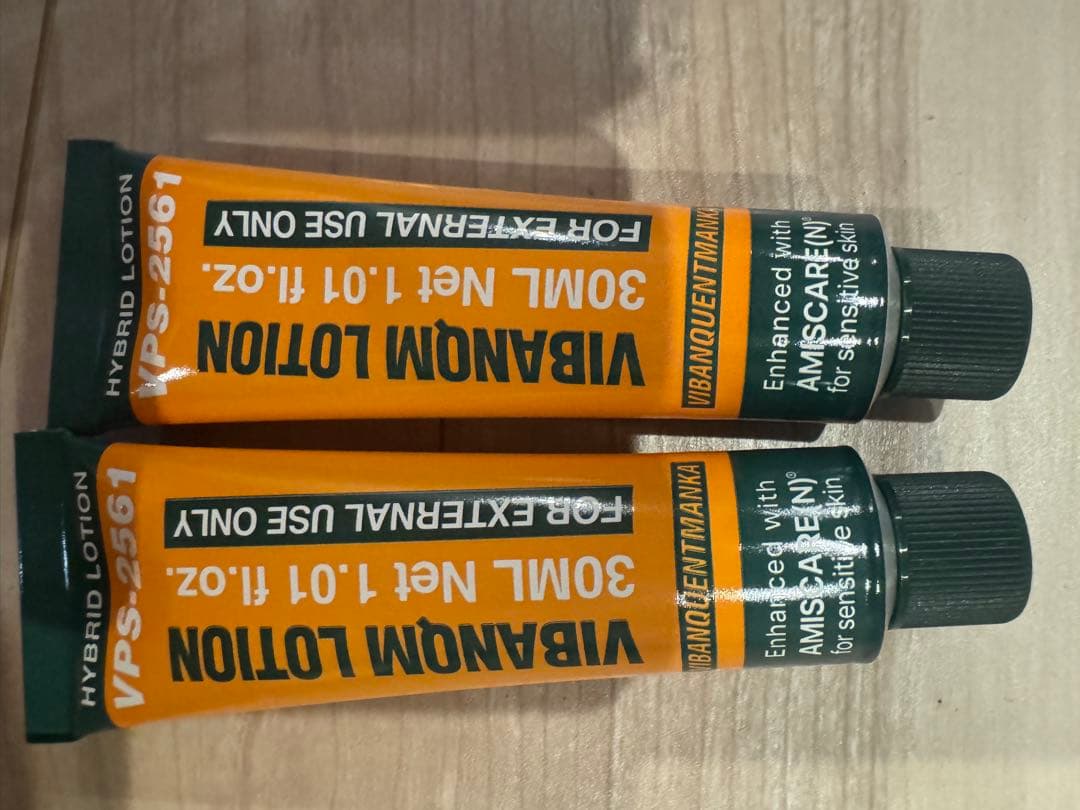 HYBRID LOTION
VPS-2561
FOR EXTERNAL USE ONLY
30ML Net 1.01 fl.oz.
VIBANQM LOTION
VIBANQUENTMANKA
Enhanced with
AMISCARE(N)®
for sensitive skin
HYBRID LOTION
VPS-2561
FOR EXTERNAL USE ONLY
30ML Net 1.01 fl.oz.
VIBANQM LOTION
VIBANQUENTMANKA
Enhanced with
AMISCARE(N)®
for sensitive skin